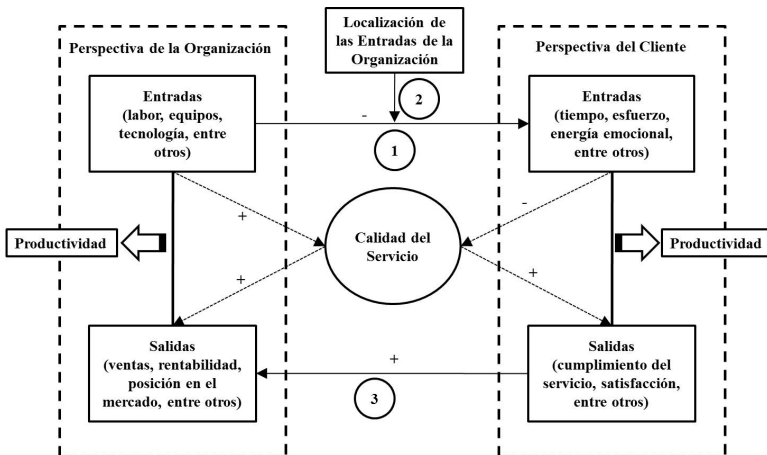 Perspectiva de la Organización
Localización de
las Entradas de la
Organización
Perspectiva del Cliente
Entradas
(labor, equipos,
tecnología, entre
otros)
-
2
1
Entradas
(tiempo, esfuerzo,
energía emocional,
entre otros)
+
-
Productividad
Calidad del
Servicio
Productividad
+
+
Salidas
(ventas, rentabilidad,
posición en el
mercado, entre otros)
+
3
Salidas
(cumplimiento del
servicio, satisfacción,
entre otros)